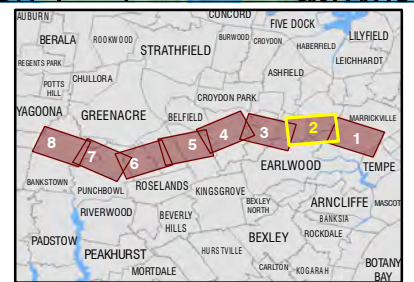 AUBURN
CONCORD
FIVE DOCK
BERALA
ROOKWOOD
STRATHFIELD
BURWOOD
CROYDON
HABERFIELD
LILYFIELD
REGENTS PARK
LEICHHARDT
POTTS
HILL
CHULLORA
ASHFIELD
CROYDON PARK
YAGOONA
GREENACRE
BELFIELD
MARRICKVILLE
8
7
6
5
4
3
2
1
BANKSTOWN
PUNCHBOWL
ROSELANDS
KINGSGROVE
EARLWOOD
TEMPE
RIVERWOOD
BEVERLY
HILLS
BEXLEY
NORTH
ARNCLIFFE
MASCOT
BANKSIA
PADSTOW
PEAKHURST
HURSTVILLE
BEXLEY
ROCKDALE
MORTDALE
CARLTON
KOGARAH
BOTANY
BAY